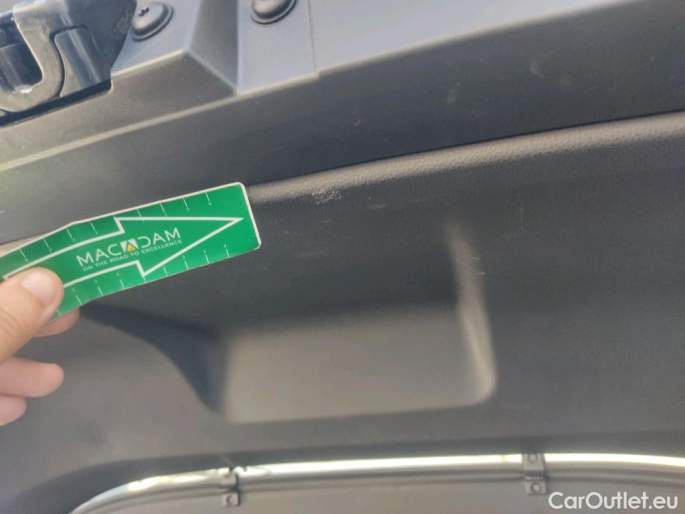 MACADAM
ON THE ROAD TO EXCELLENCE
CarOutlet.eu